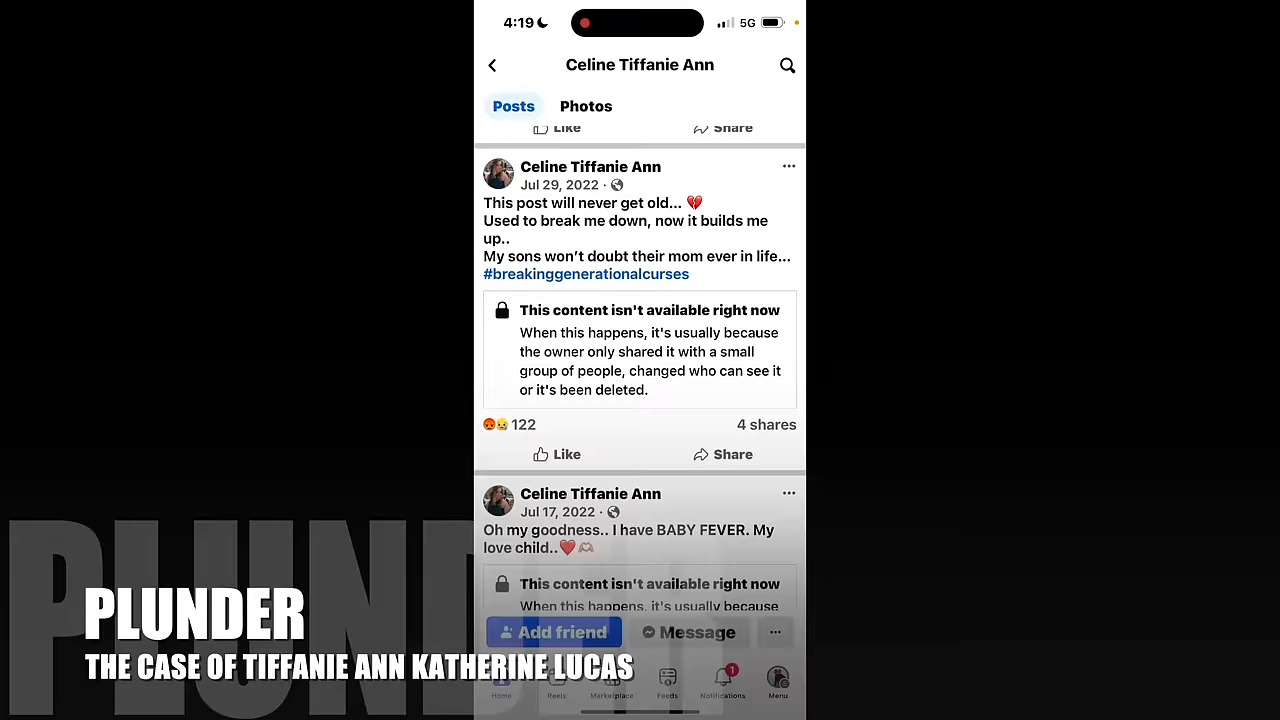 4:19
5G
Celine Tiffanie Ann
Posts
Photos
Like
Share
Celine Tiffanie Ann
Jul 29, 2022 ·
This post will never get old... 💔
Used to break me down, now it builds me
up..
My sons won’t doubt their mom ever in life...
#breakinggenerationalcurses
This content isn't available right now
When this happens, it's usually because
the owner only shared it with a small
group of people, changed who can see it
or it's been deleted.
122
4 shares
Like
Share
Celine Tiffanie Ann
Jul 17, 2022 ·
Oh my goodness.. I have BABY FEVER. My
love child..❤️🫶🏽
This content isn't available right now
When this happens, it's usually because
Add friend
Message
PLUND
PLUNDER
THE CASE OF TIFFANIE ANN KATHERINE LUCAS
1
Home
Reels
Marketplace
Feeds
Notifications
Menu